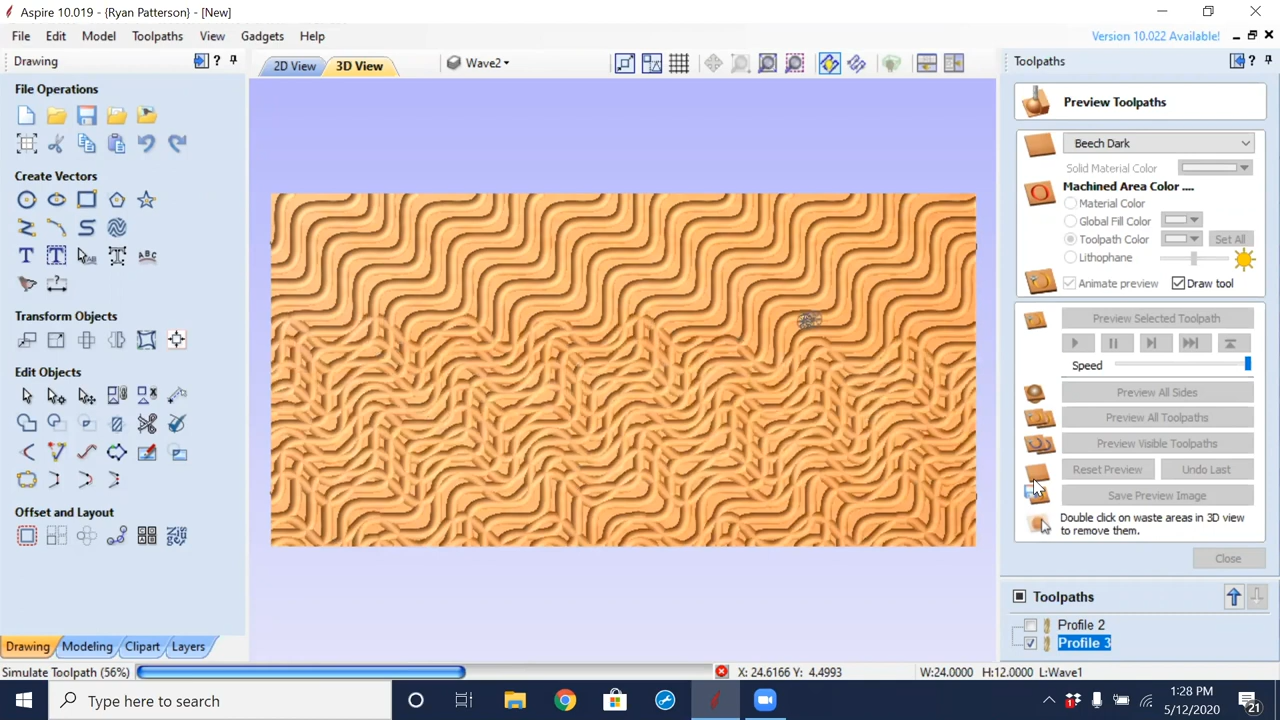 Aspire 10.019 - {Ryan Patterson} - [New]
File Edit Model Toolpaths View Gadgets Help
Version 10.022 Available!
Drawing
File Operations
Create Vectors
Transform Objects
Edit Objects
Offset and Layout
Drawing Modeling Clipart Layers
2D View 3D View
Wave2
Toolpaths
Preview Toolpaths
Beech Dark
Solid Material Color
Machined Area Color ....
Material Color
Global Fill Color
Toolpath Color
Set All
Lithophane
Animate preview
Draw tool
Preview Selected Toolpath
Speed
Preview All Sides
Preview All Toolpaths
Preview Visible Toolpaths
Reset Preview
Undo Last
Save Preview Image
Double click on waste areas in 3D view
to remove them.
Close
Toolpaths
Profile 2
Profile 3
Simulate Toolpath (56%)
X: 24.6166 Y: 4.4993
W:24.0000 H:12.0000 L:Wave1
Type here to search
1:28 PM
5/12/2020
21